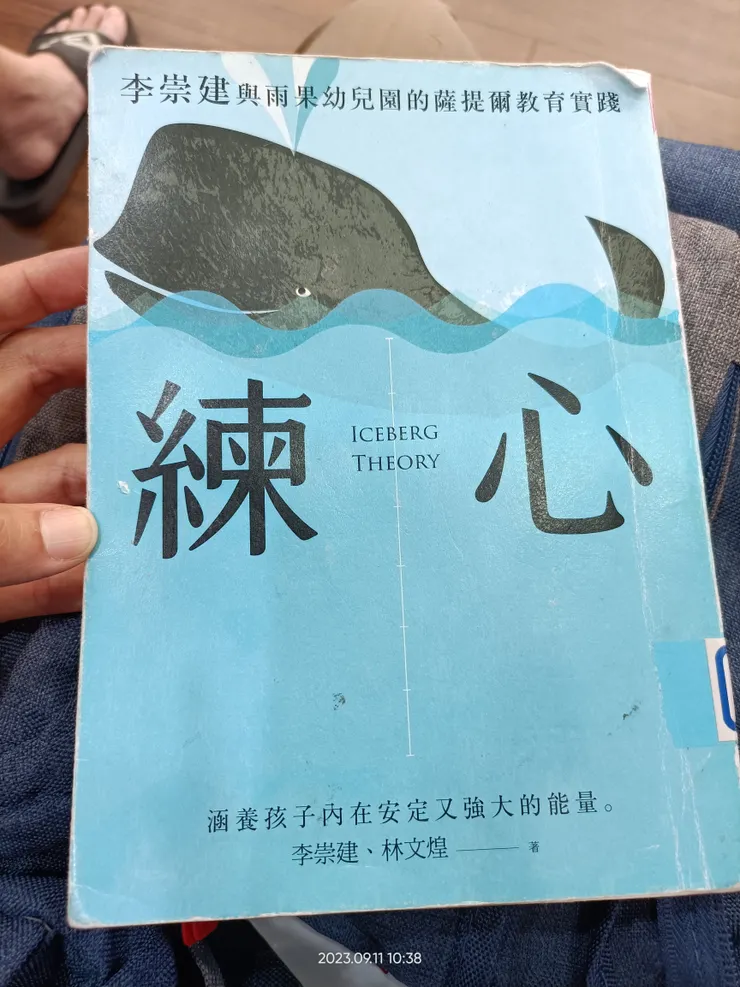 李崇建與雨果幼兒園的薩提爾教育實踐
練心
ICEBERG
THEORY
涵養孩子內在安定又強大的能量。
李崇建、林文煌 —— 著
2023.09.11 10:38